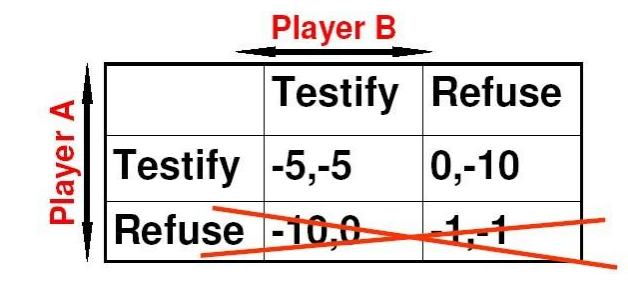 Player B
Player A
Testify Refuse
Testify -5,-5 0,-10
Refuse -10,0 -1,-1